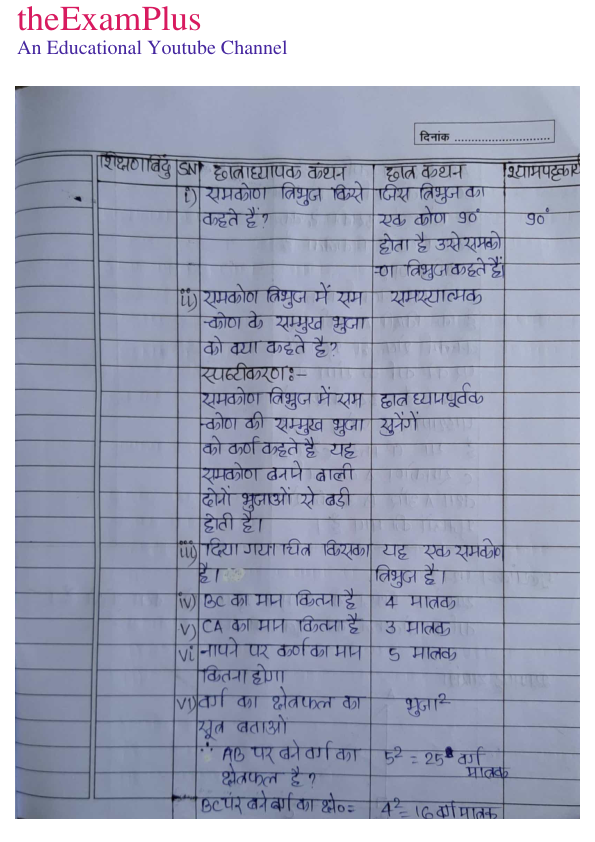 theExamPlus
An Educational Youtube Channel
दिनांक ............................
शिक्षण बिंदु SN छात्राध्यापक कथन छात्र कथन श्यामपट्टकार्य
i) समकोण त्रिभुज किसे जिस त्रिभुज का
कहते हैं? एक कोण 90° 90°
होता है उसे समको
-ण त्रिभुज कहते हैं|
ii) समकोण त्रिभुज में सम समस्यात्मक
-कोण के सम्मुख भुजा
को क्या कहते है?
स्पष्टीकरण:-
समकोण त्रिभुज में सम छात्र ध्यानपूर्वक
-कोण की सम्मुख भुजा सुनेंगें
को कर्ण कहते है यह
समकोण बनाने वाली
दोनों भुजाओं से बडी
होती है।
iii) दिया गया चित्र किसका यह एक समकोण
है। त्रिभुज है।
iv) BC का मान कितना है 4 मात्रक
v) CA का मान कितना है 3 मात्रक
vi नापने पर कर्ण का मान 5 मात्रक
कितना होगा
vi) वर्ग का क्षेत्रफल का भुजा²
सूत्र बताओ
∵ AB पर बने वर्ग का 5² = 25 वर्ग
क्षेत्रफल है ? मात्रक
BC पर बने वर्ग का क्षे०= 4² = 16 वर्ग मात्रक